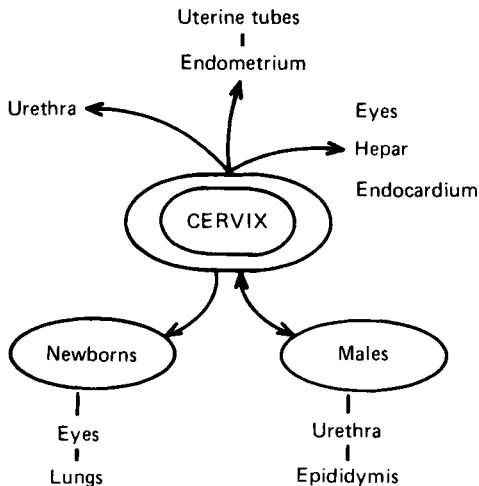 Uterine tubes
Endometrium
Urethra
Eyes
Hepar
Endocardium
CERVIX
Newborns
Males
Eyes
Urethra
Lungs
Epididymis